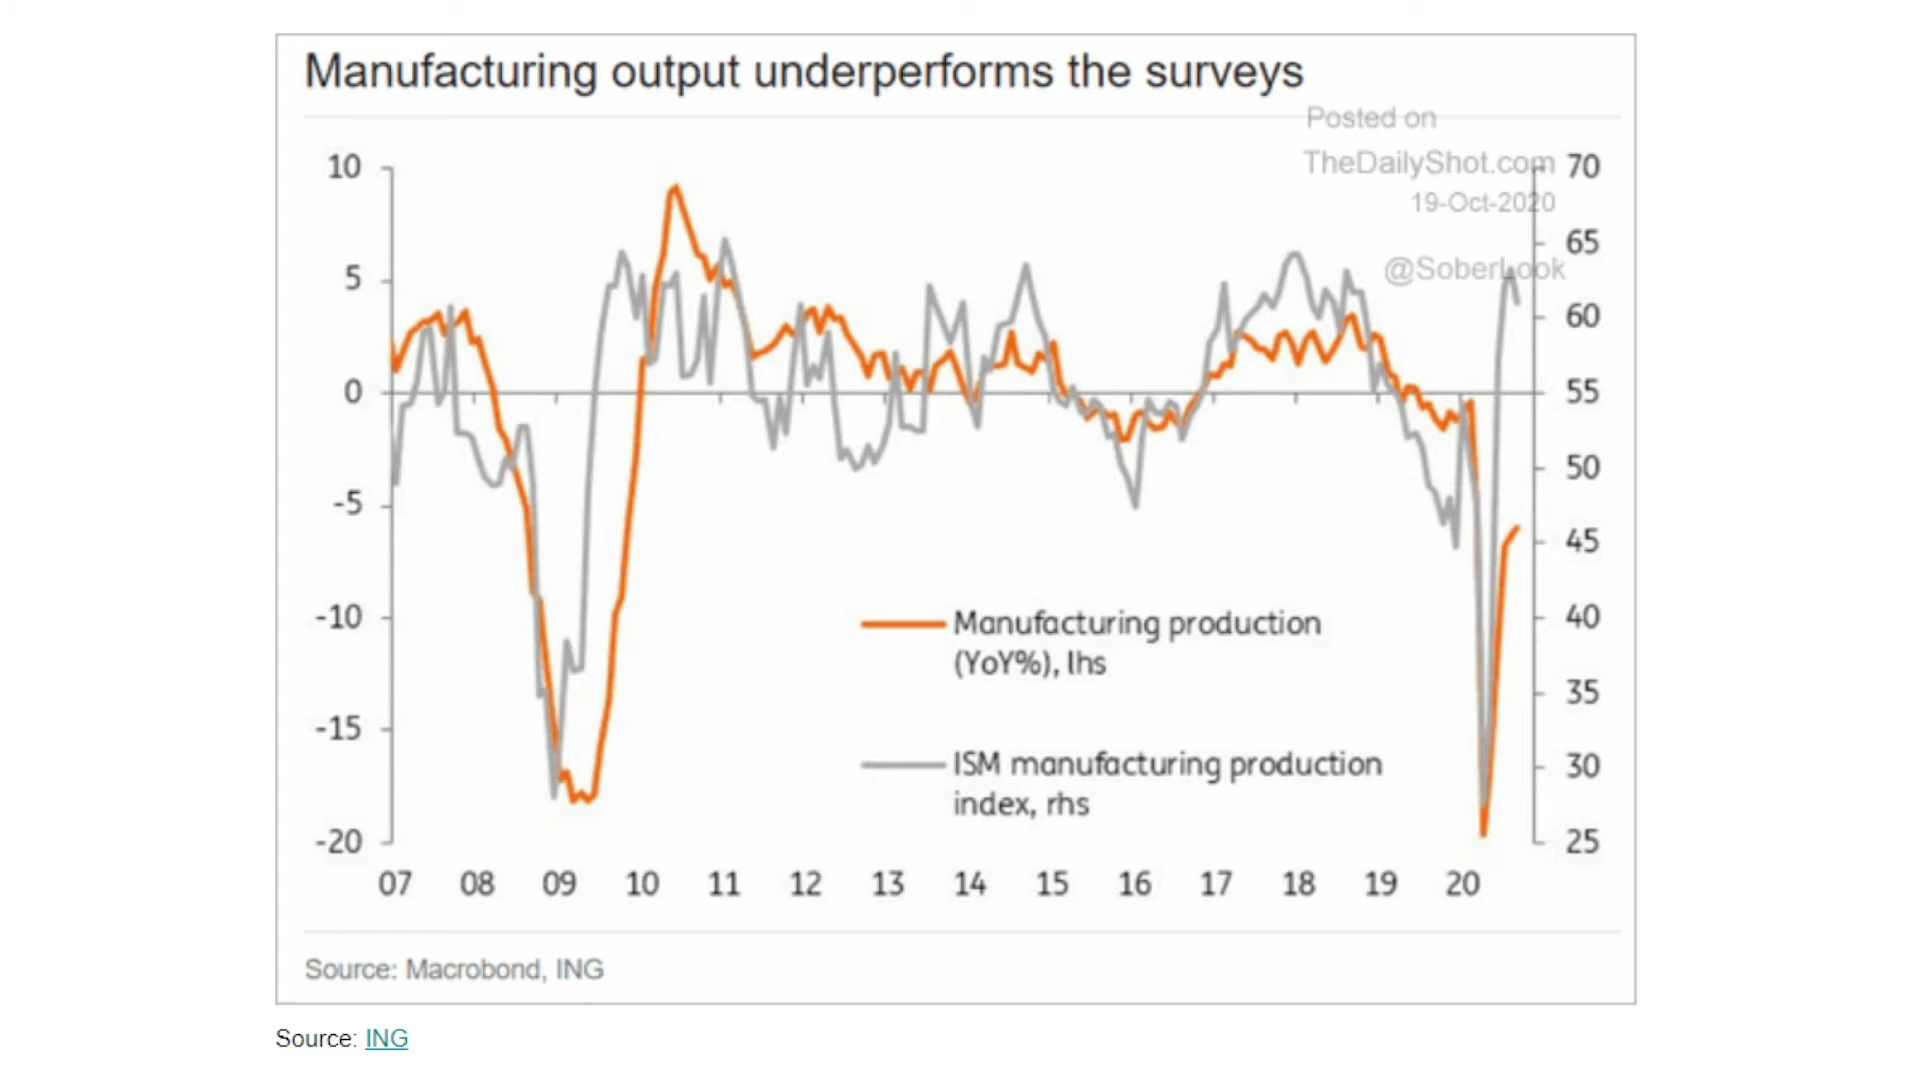 Manufacturing output underperforms the surveys
Posted on
TheDailyShot.com
19-Oct-2020
@SoberLook
10
5
0
-5
-10
-15
-20
70
65
60
55
50
45
40
35
30
25
Manufacturing production
(YoY%), lhs
ISM manufacturing production
index, rhs
07 08 09 10 11 12 13 14 15 16 17 18 19 20
Source: Macrobond, ING
Source: ING